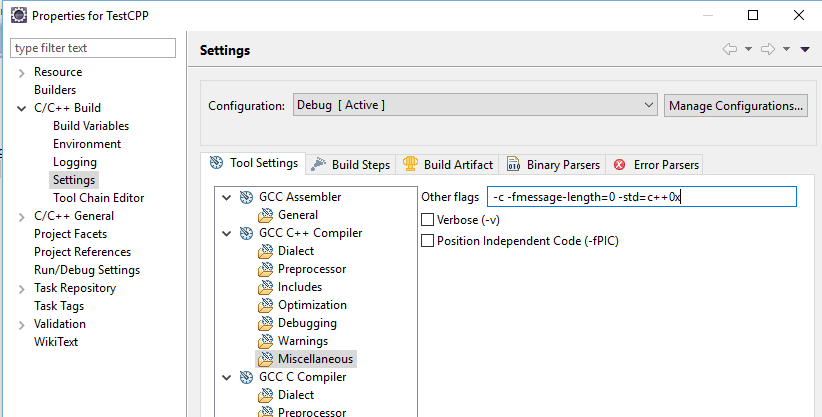 Properties for TestCPP
type filter text
Resource
Builders
C/C++ Build
Build Variables
Environment
Logging
Settings
Tool Chain Editor
C/C++ General
Project Facets
Project References
Run/Debug Settings
Task Repository
Task Tags
Validation
WikiText
Settings
Configuration: Debug [ Active ] Manage Configurations...
Tool Settings Build Steps Build Artifact Binary Parsers Error Parsers
GCC Assembler
General
GCC C++ Compiler
Dialect
Preprocessor
Includes
Optimization
Debugging
Warnings
Miscellaneous
GCC C Compiler
Dialect
Preprocessor
Other flags -c -fmessage-length=0 -std=c++0x
Verbose (-v)
Position Independent Code (-fPIC)